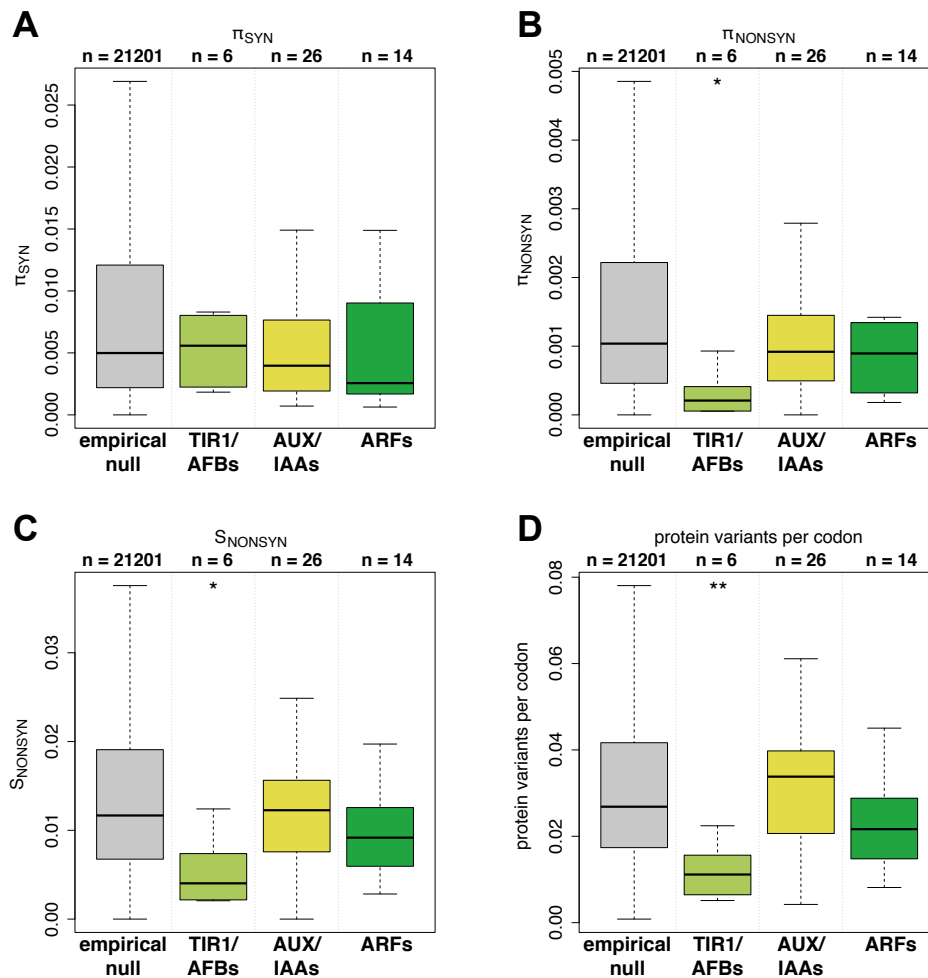 A
πSYN
n = 21201 n = 6 n = 26 n = 14
πSYN
0.000 0.005 0.010 0.015 0.020 0.025
empirical null TIR1/ AFBs AUX/ IAAs ARFs
B
πNONSYN
n = 21201 n = 6 n = 26 n = 14
*
πNONSYN
0.000 0.001 0.002 0.003 0.004 0.005
empirical null TIR1/ AFBs AUX/ IAAs ARFs
C
SNONSYN
n = 21201 n = 6 n = 26 n = 14
*
SNONSYN
0.00 0.01 0.02 0.03
empirical null TIR1/ AFBs AUX/ IAAs ARFs
D
protein variants per codon
n = 21201 n = 6 n = 26 n = 14
**
protein variants per codon
0.00 0.02 0.04 0.06 0.08
empirical null TIR1/ AFBs AUX/ IAAs ARFs